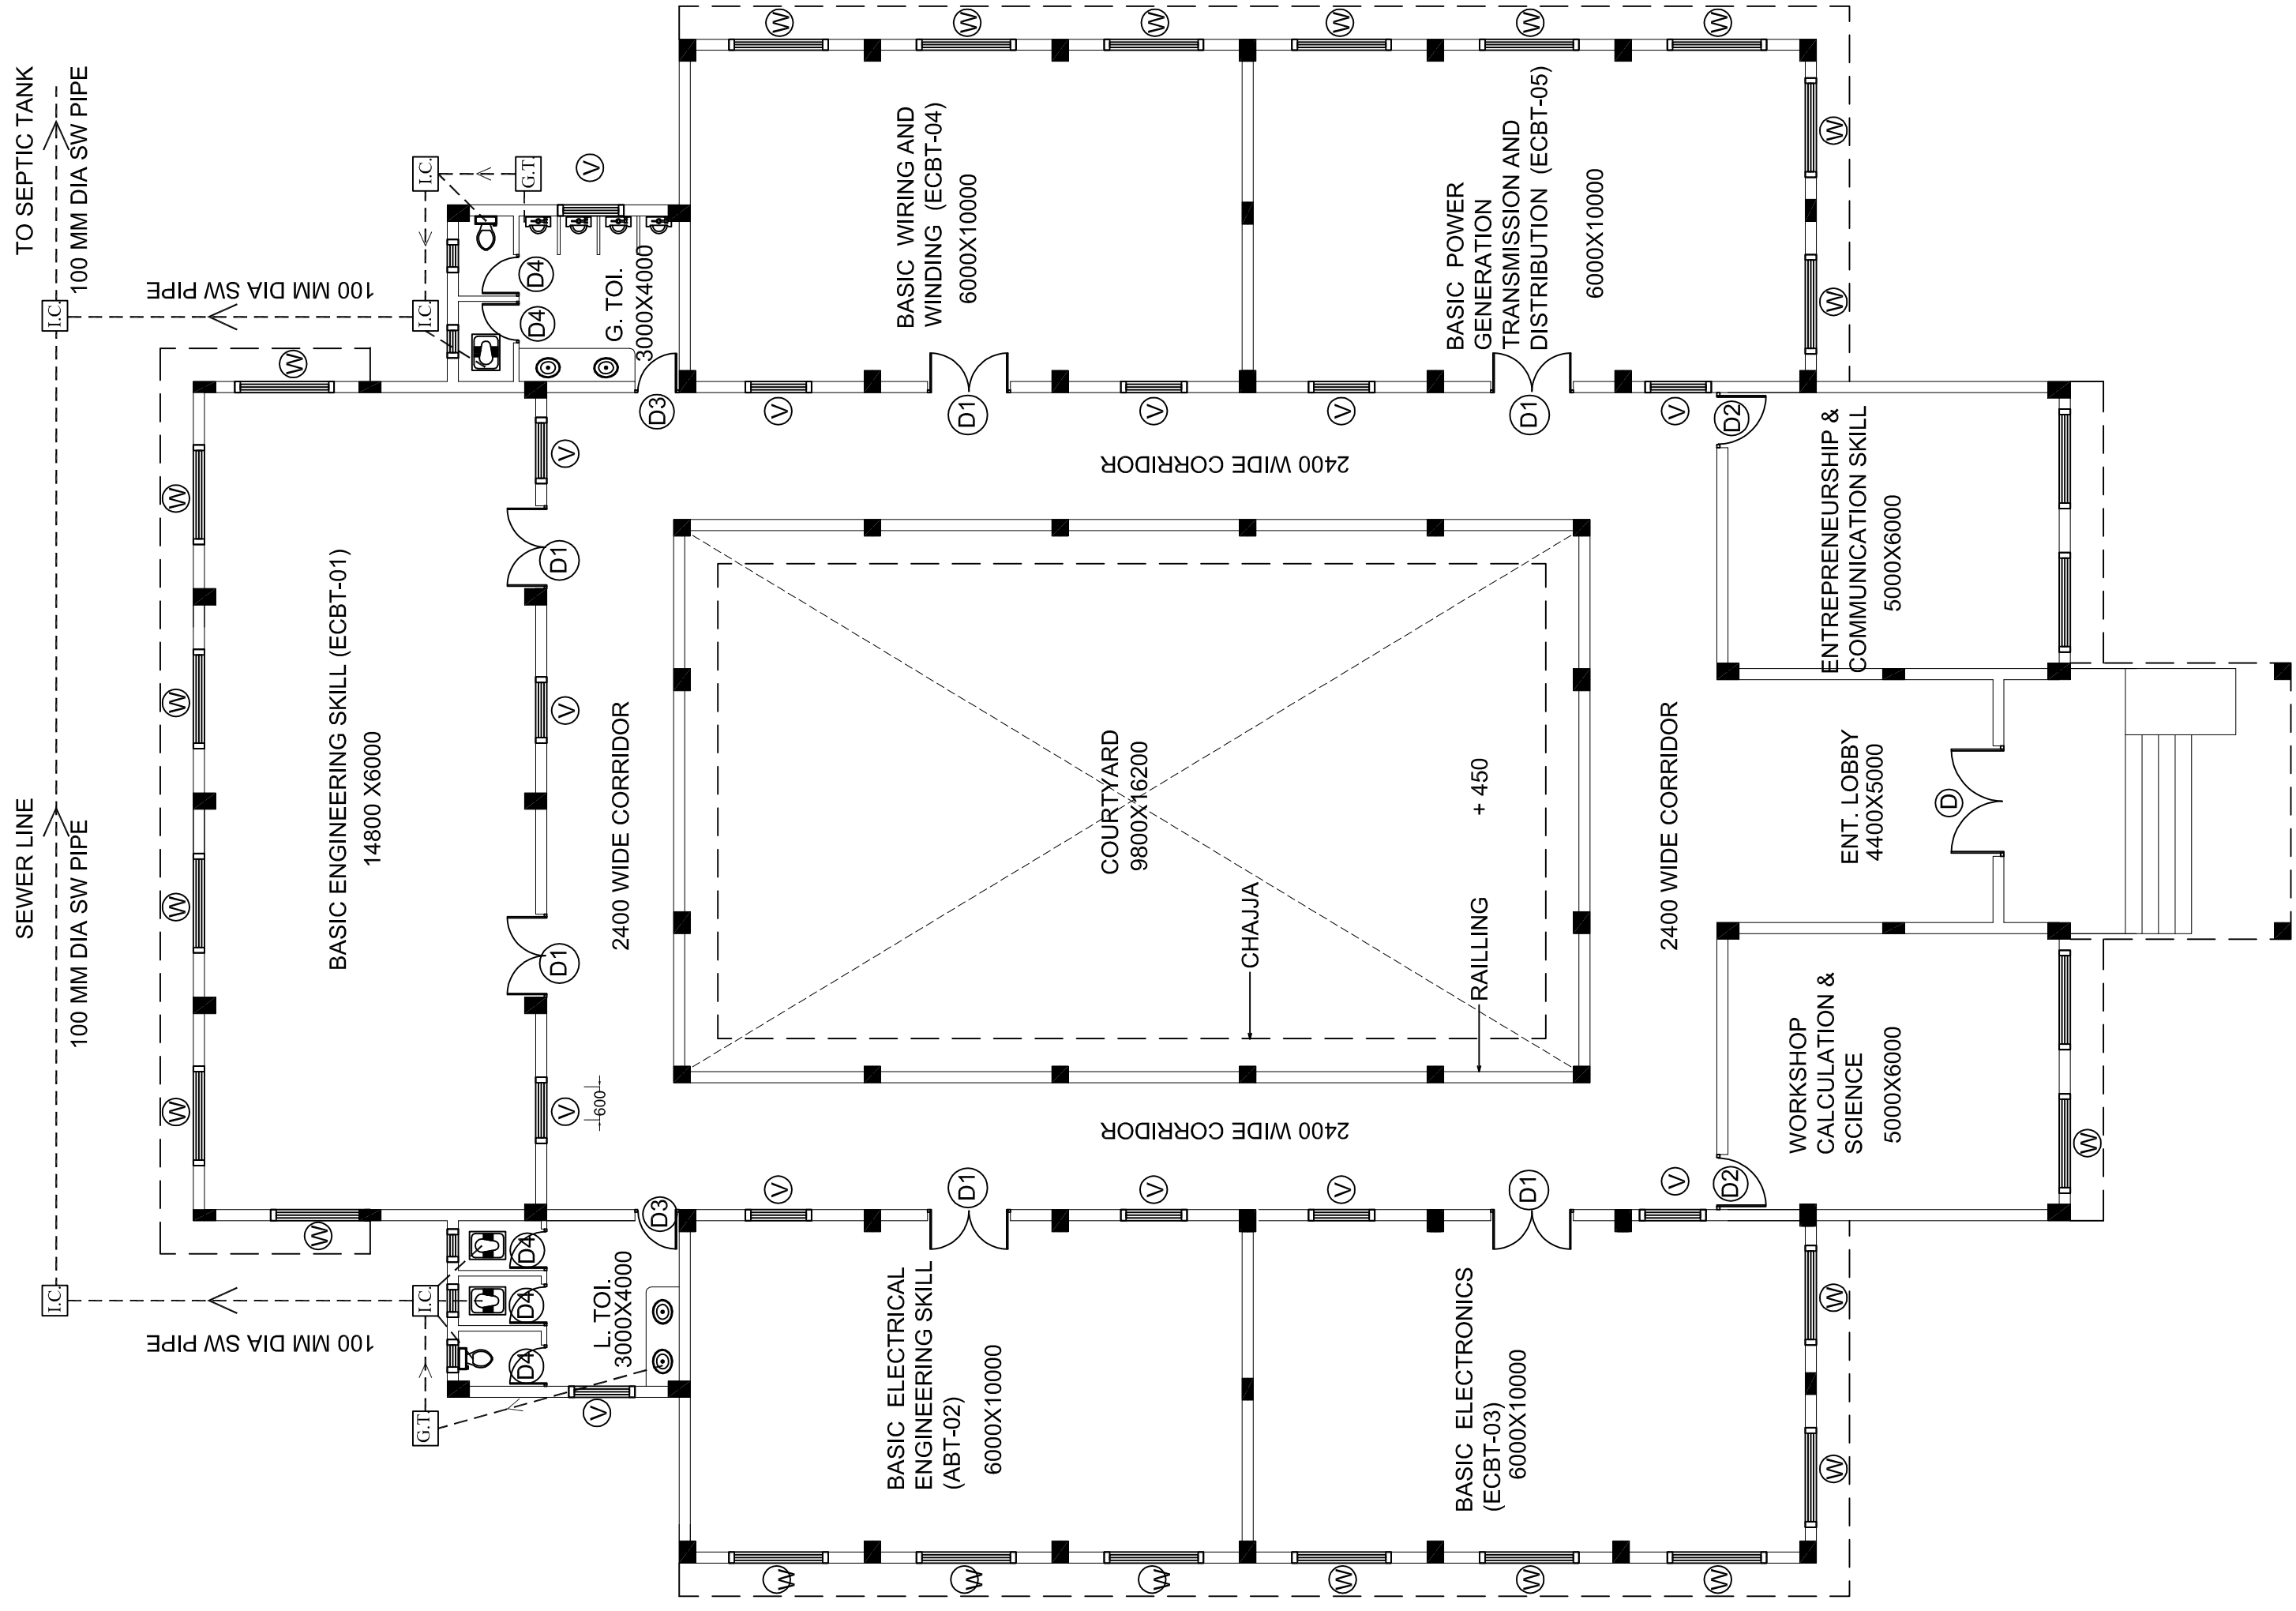 TO SEPTIC TANK
100 MM DIA SW PIPE
SEWER LINE
100 MM DIA SW PIPE
I.C.
I.C.
100 MM DIA SW PIPE
100 MM DIA SW PIPE
I.C.
I.C.
G.T.
V
I.C.
G.T.
W
W
W
W
W
W
BASIC ENGINEERING SKILL (ECBT-01)
14800 X6000
D1
D1
V
V
V
600
D4
D4
G. TOI.
3000X4000
D3
D4
D4
D4
L. TOI.
3000X4000
D3
V
2400 WIDE CORRIDOR
W
W
W
W
W
W
BASIC WIRING AND
WINDING (ECBT-04)
6000X10000
BASIC POWER
GENERATION
TRANSMISSION AND
DISTRIBUTION (ECBT-05)
6000X10000
W
W
V
D1
V
V
D1
V
D2
2400 WIDE CORRIDOR
COURTYARD
9800X16200
+ 450
CHAJJA
RAILLING
2400 WIDE CORRIDOR
2400 WIDE CORRIDOR
V
D1
V
V
D1
V
D2
BASIC ELECTRICAL
ENGINEERING SKILL
(ABT-02)
6000X10000
BASIC ELECTRONICS
(ECBT-03)
6000X10000
W
W
W
W
W
W
W
W
ENTREPRENEURSHIP &
COMMUNICATION SKILL
5000X6000
ENT. LOBBY
4400X5000
D
WORKSHOP
CALCULATION &
SCIENCE
5000X6000
W